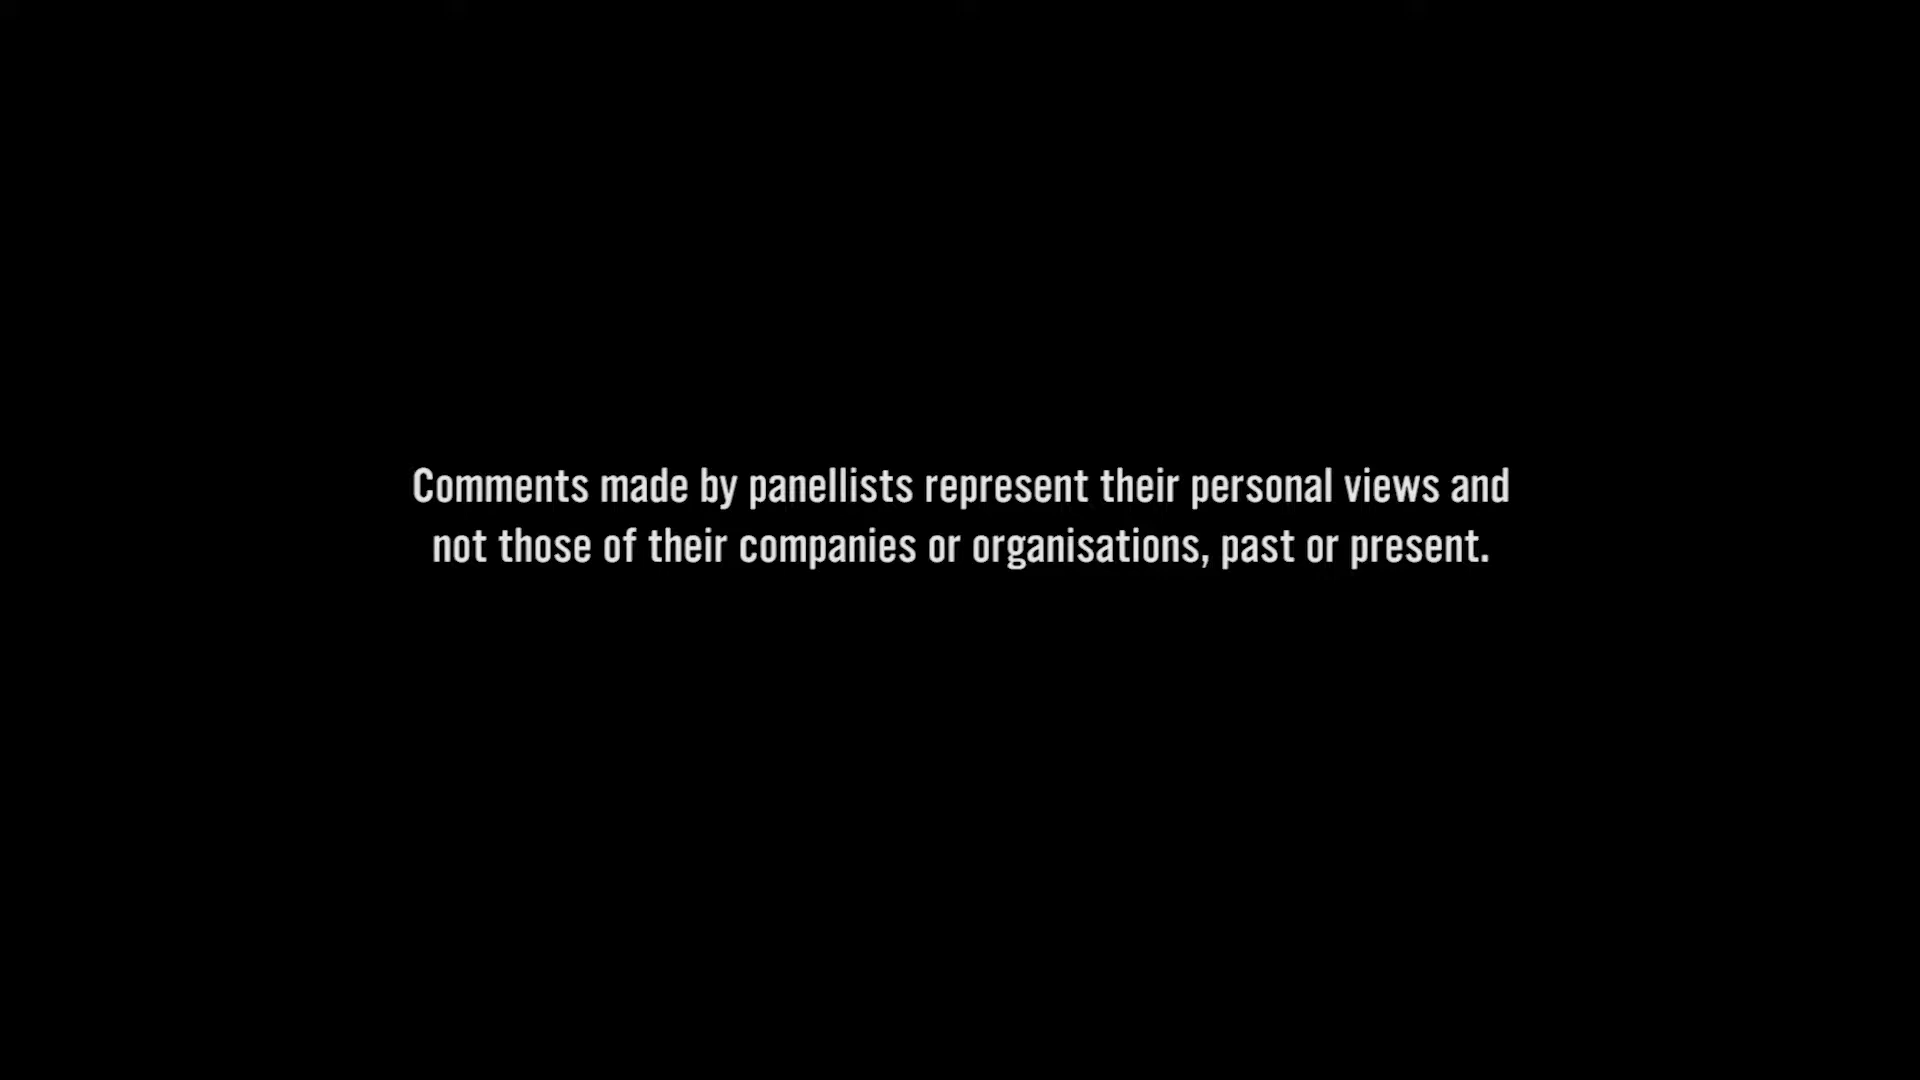 Comments made by panellists represent their personal views and
not those of their companies or organisations, past or present.